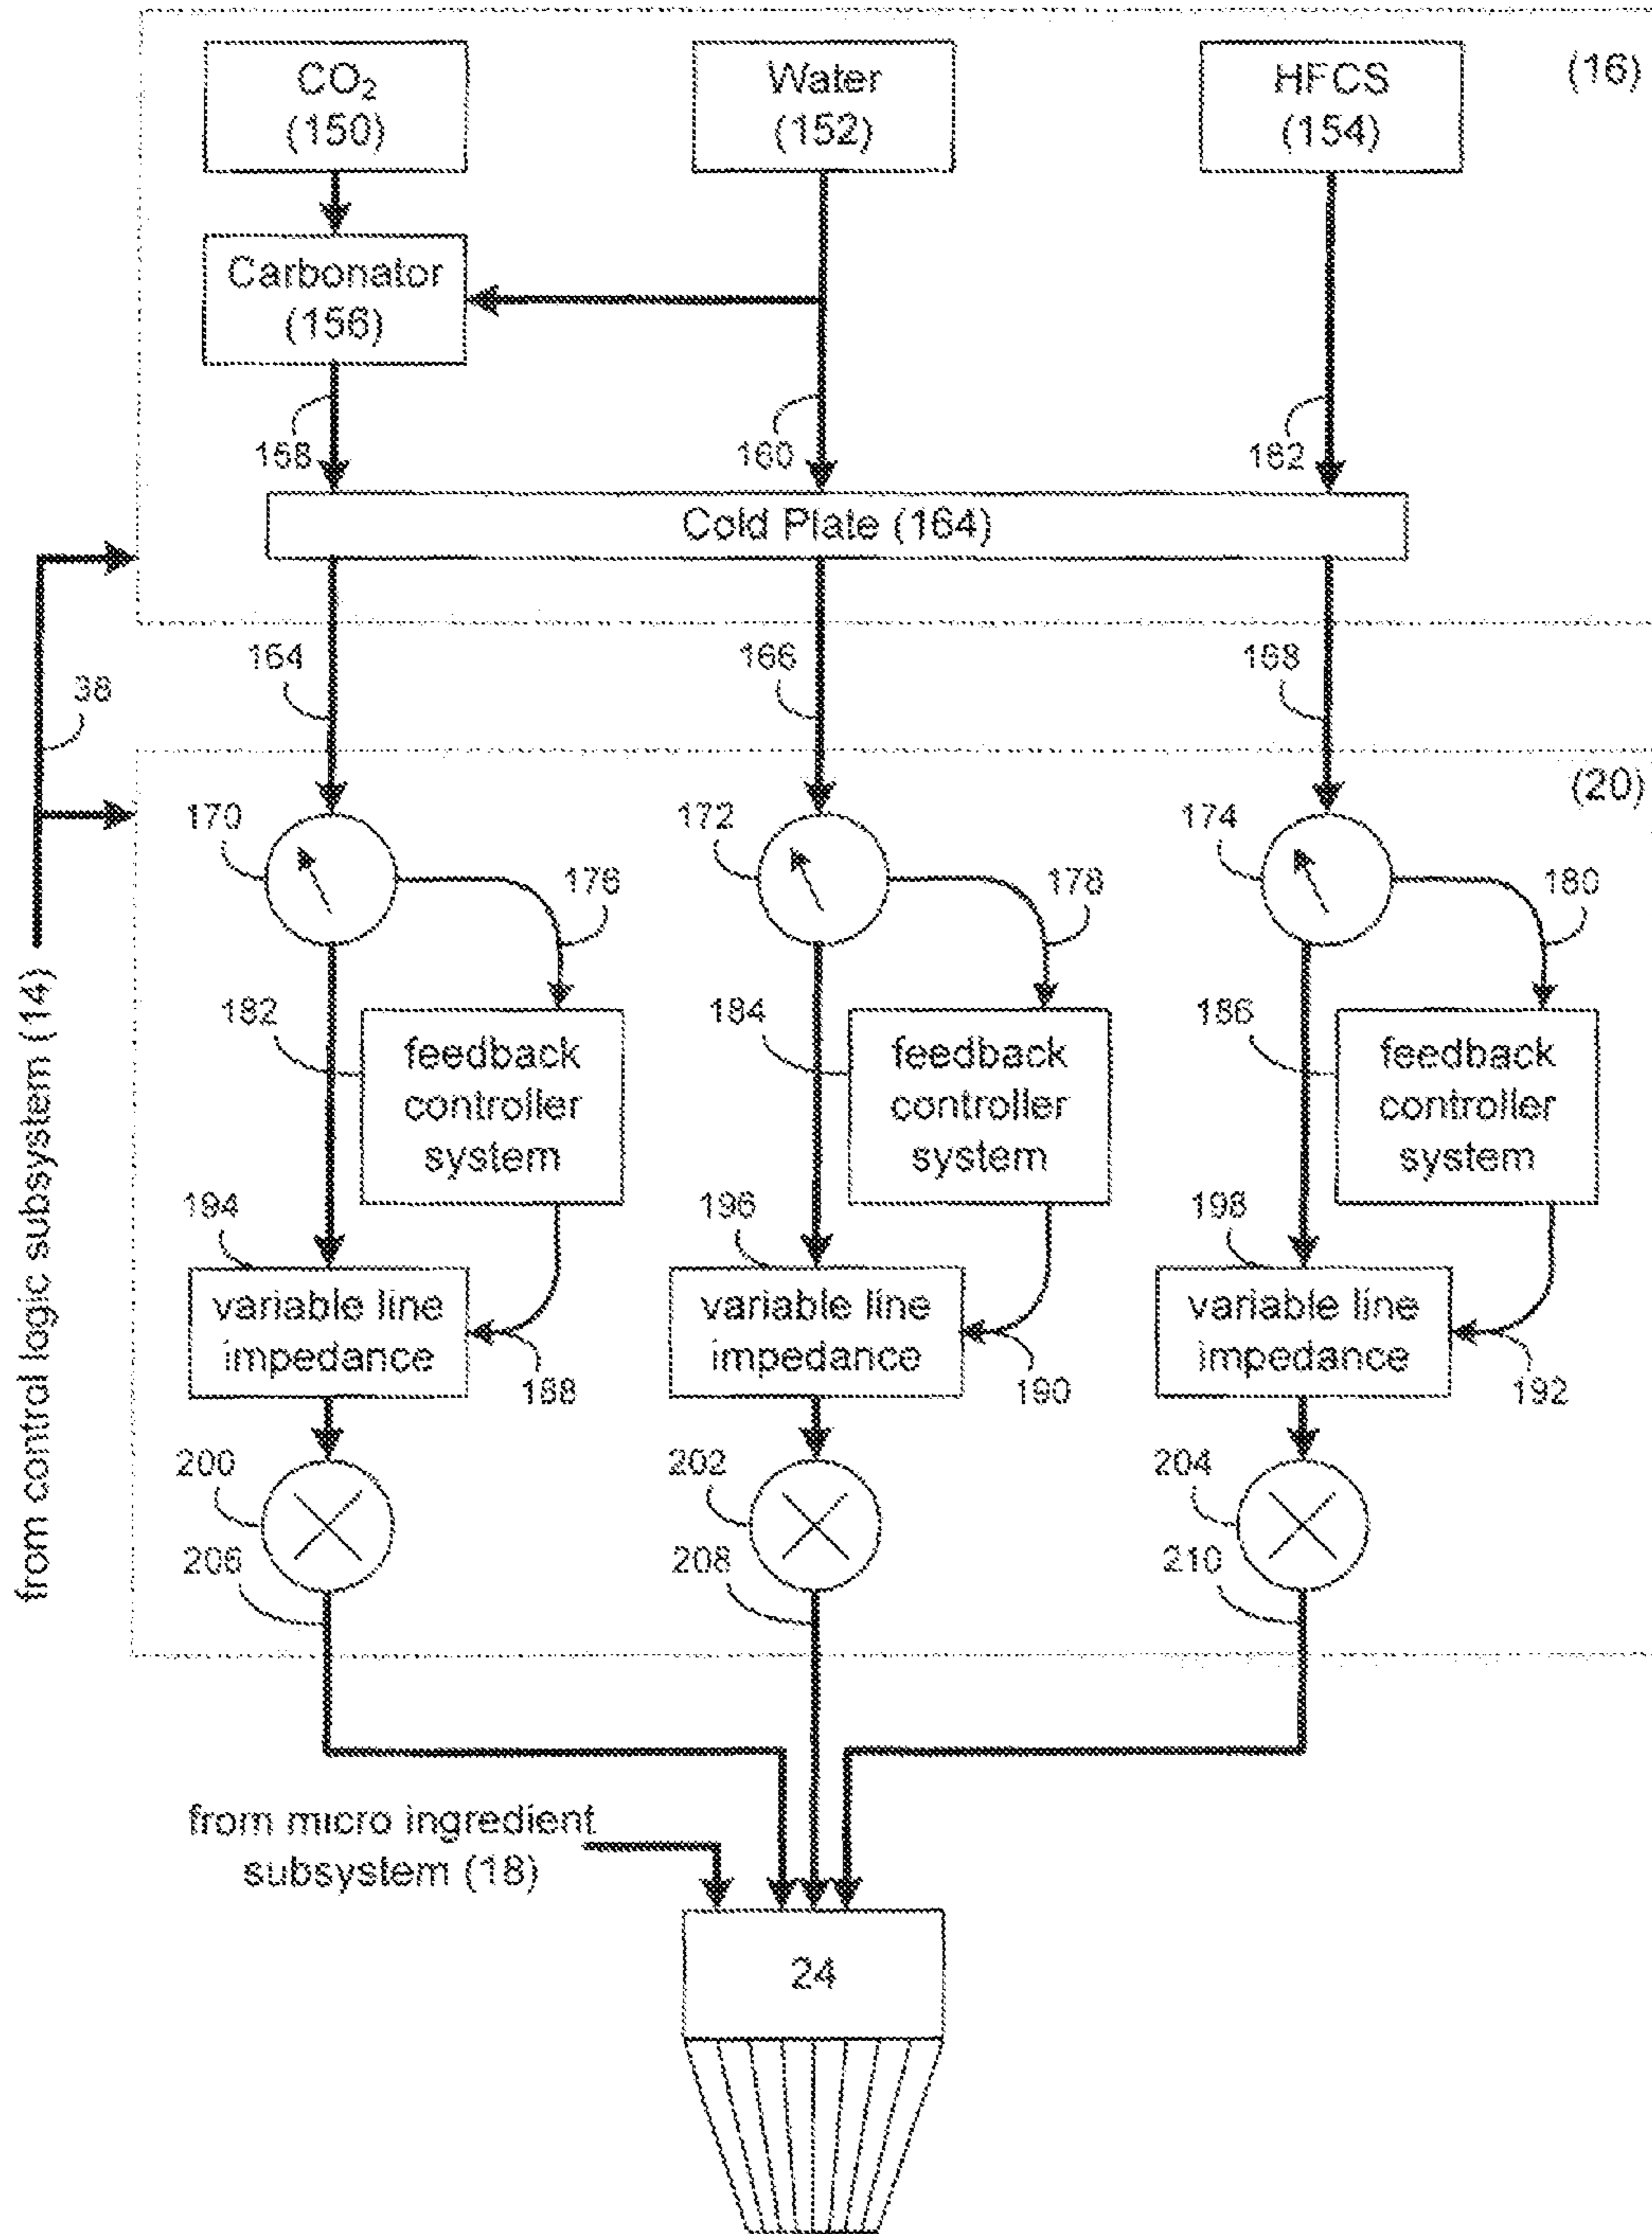 CO₂
(150)
Water
(152)
HFCS
(154)
(16)
Carbonator
(156)
158
160
162
Cold Plate (164)
164
166
168
38
(20)
170
172
174
176
178
180
182
184
186
feedback
controller
system
feedback
controller
system
feedback
controller
system
194
196
198
variable line
impedance
variable line
impedance
variable line
impedance
188
190
192
200
202
204
206
208
210
from control logic subsystem (14)
from micro ingredient
subsystem (18)
24